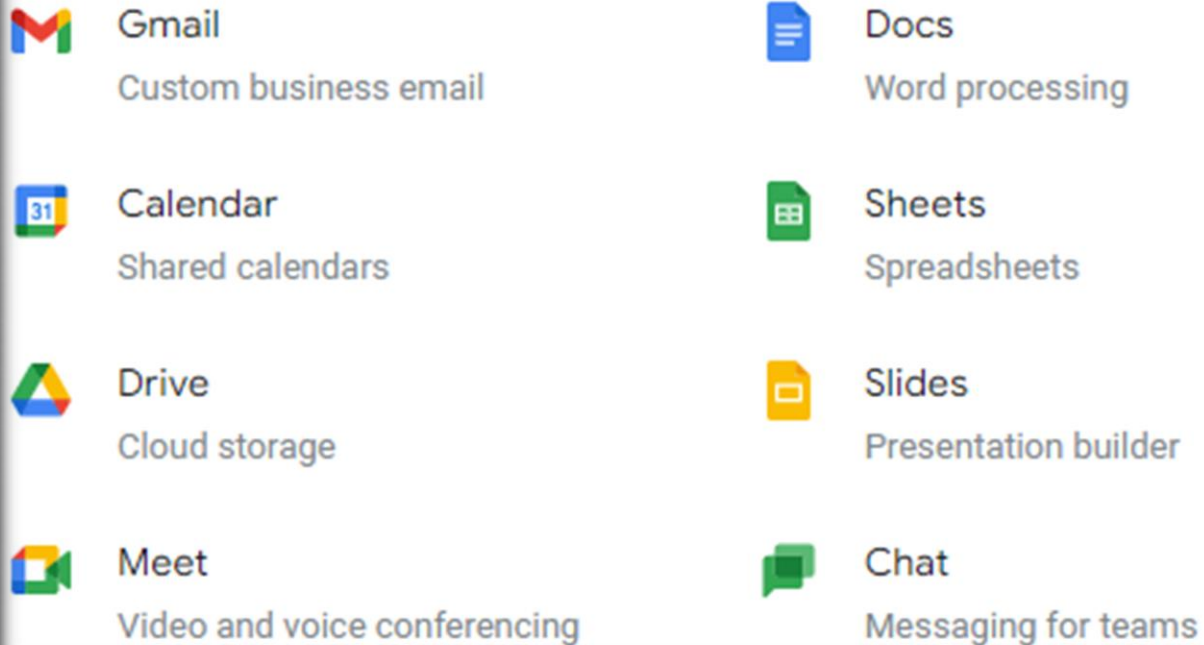 Gmail
Custom business email
Calendar
31
Shared calendars
Drive
Cloud storage
Meet
Video and voice conferencing
Docs
Word processing
Sheets
Spreadsheets
Slides
Presentation builder
Chat
Messaging for teams